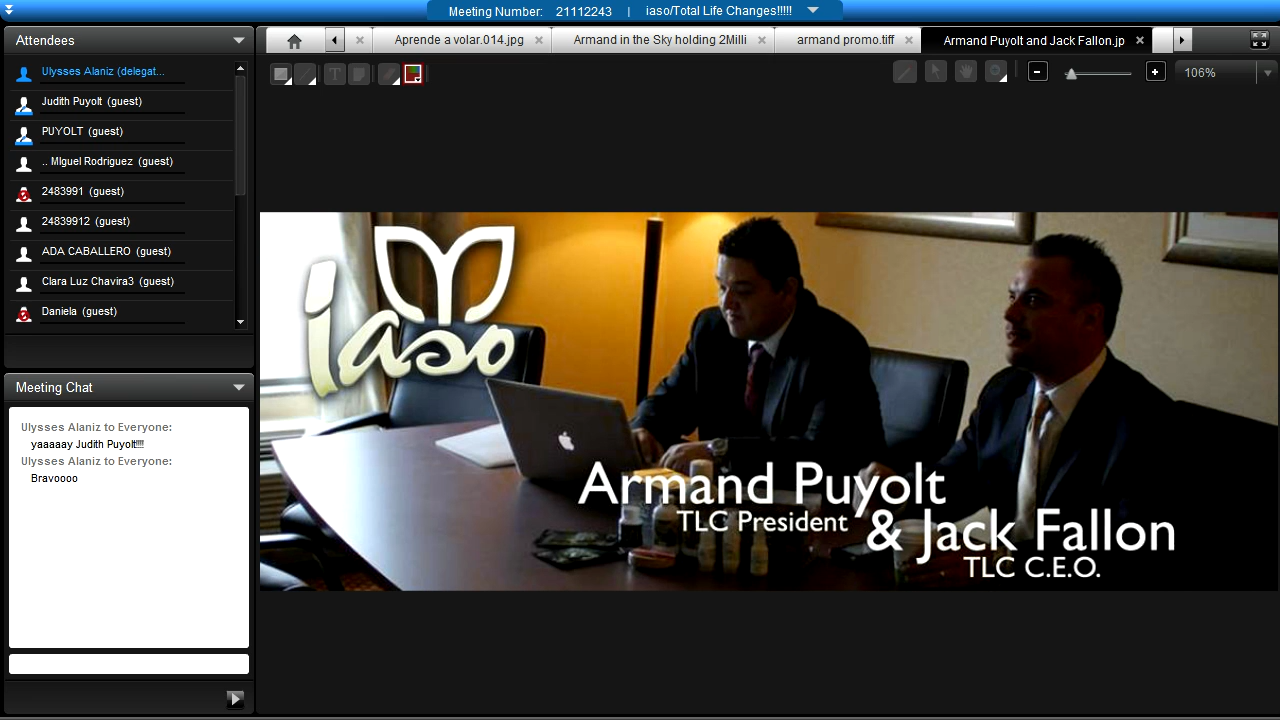 Meeting Number: 21112243 | iaso/Total Life Changes!!!!!
Attendees
Aprende a volar.014.jpg
Armand in the Sky holding 2Milli
armand promo.tiff
Armand Puyolt and Jack Fallon.jp
106%
Ulysses Alaniz (delegat...
Judith Puyolt (guest)
PUYOLT (guest)
.. MIguel Rodriguez (guest)
2483991 (guest)
24839912 (guest)
ADA CABALLERO (guest)
Clara Luz Chavira3 (guest)
Daniela (guest)
Meeting Chat
Ulysses Alaniz to Everyone:
yaaaaay Judith Puyolt!!!!
Ulysses Alaniz to Everyone:
Bravoooo
iaso
Armand Puyolt
TLC President
& Jack Fallon
TLC C.E.O.